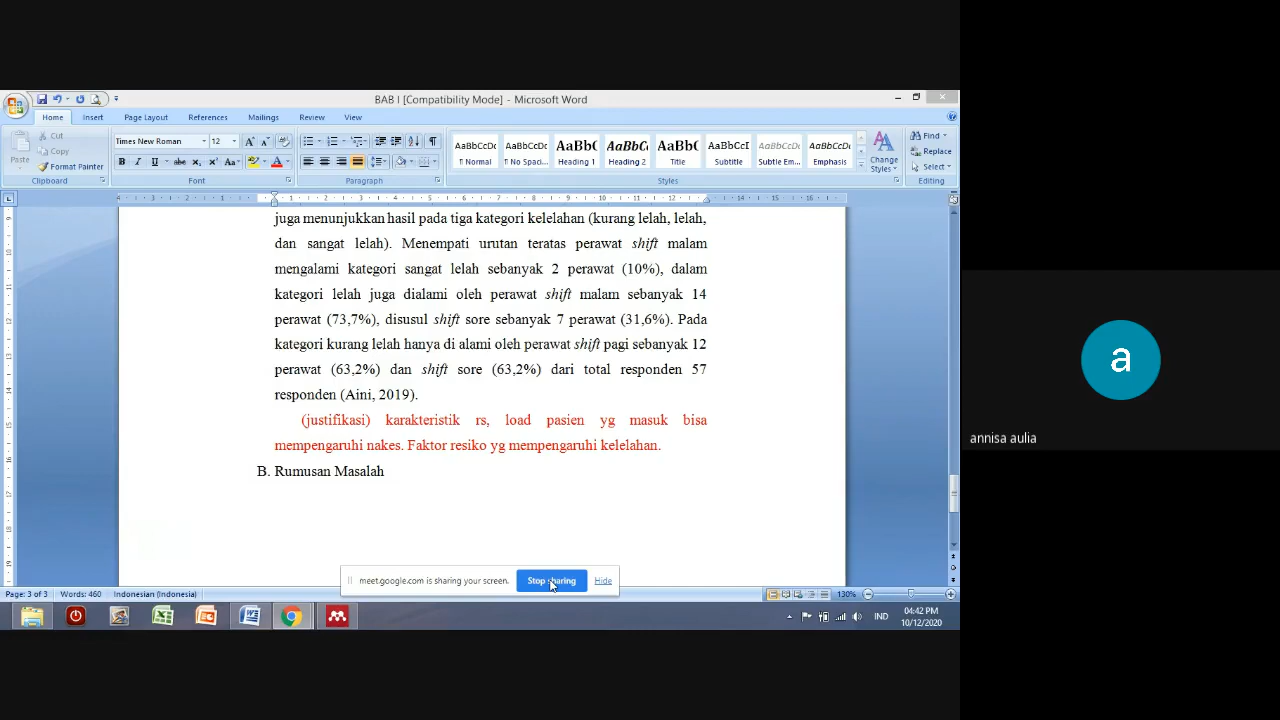 BAB I [Compatibility Mode] - Microsoft Word
Home Insert Page Layout References Mailings Review View
Paste
Cut
Copy
Format Painter
Clipboard
Times New Roman 12
Font
Paragraph
AaBbCcDc AaBbCcDc AaBbC AaBbCc AaBbC AaBbCcI AaBbCcDc AaBbCcDc
¶ Normal ¶ No Spaci... Heading 1 Heading 2 Title Subtitle Subtle Em... Emphasis
Change Styles
Styles
Find
Replace
Select
Editing
juga menunjukkan hasil pada tiga kategori kelelahan (kurang lelah, lelah,
dan sangat lelah). Menempati urutan teratas perawat shift malam
mengalami kategori sangat lelah sebanyak 2 perawat (10%), dalam
kategori lelah juga dialami oleh perawat shift malam sebanyak 14
perawat (73,7%), disusul shift sore sebanyak 7 perawat (31,6%). Pada
kategori kurang lelah hanya di alami oleh perawat shift pagi sebanyak 12
perawat (63,2%) dan shift sore (63,2%) dari total responden 57
responden (Aini, 2019).
(justifikasi) karakteristik rs, load pasien yg masuk bisa
mempengaruhi nakes. Faktor resiko yg mempengaruhi kelelahan.
B. Rumusan Masalah
meet.google.com is sharing your screen. Stop sharing Hide
Page: 3 of 3 Words: 460 Indonesian (Indonesia) 130%
IND
04:42 PM
10/12/2020
a
annisa aulia